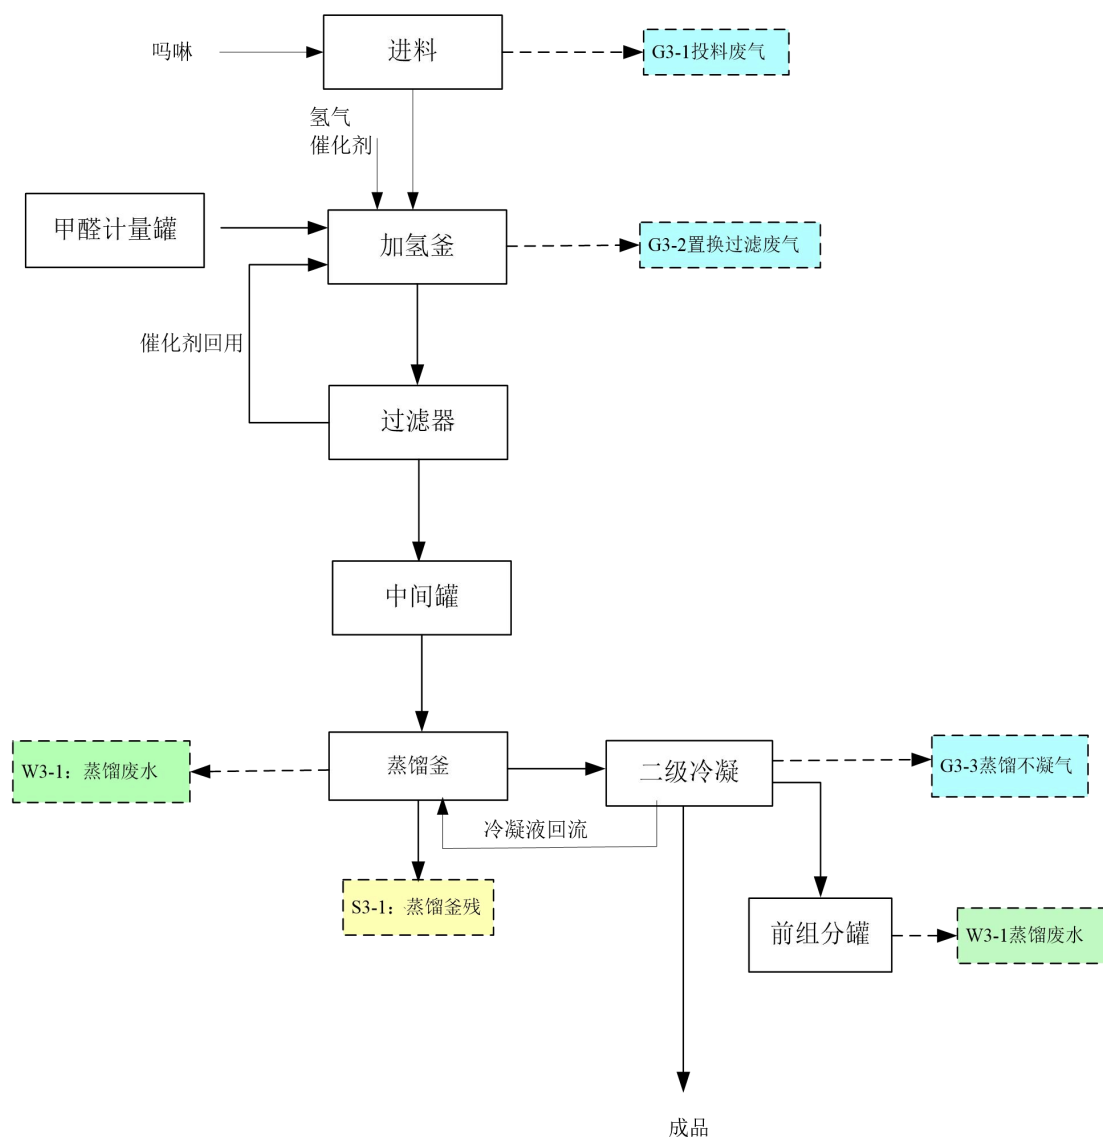 吗啉
进料
G3-1投料废气
氢气
催化剂
甲醛计量罐
加氢釜
G3-2置换过滤废气
催化剂回用
过滤器
中间罐
W3-1：蒸馏废水
蒸馏釜
二级冷凝
G3-3蒸馏不凝气
冷凝液回流
S3-1：蒸馏釜残
前组分罐
W3-1蒸馏废水
成品